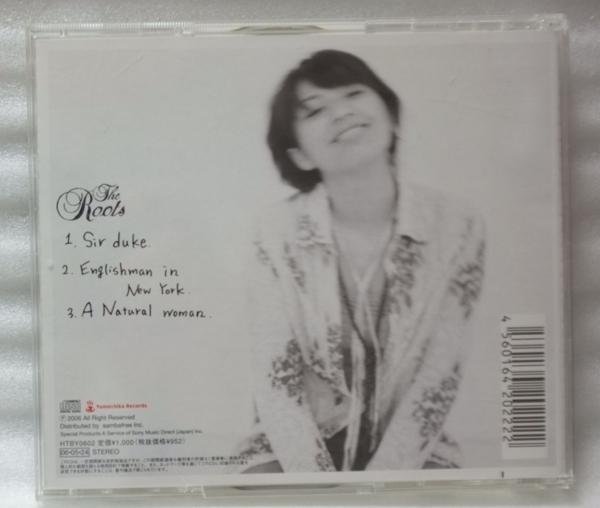 The
Roots
1. Sir duke.
2. Englishman in
New York.
3. A Natural woman.
Yamechika Records
℗ 2006 All Right Reserved
Distributed by sambafree Inc.
Special Products A Service of Sony Music Direct (Japan) Inc.
HTBY0602 定価¥1,000 (税抜価格¥952)
06·05·24 STEREO
4560164202222